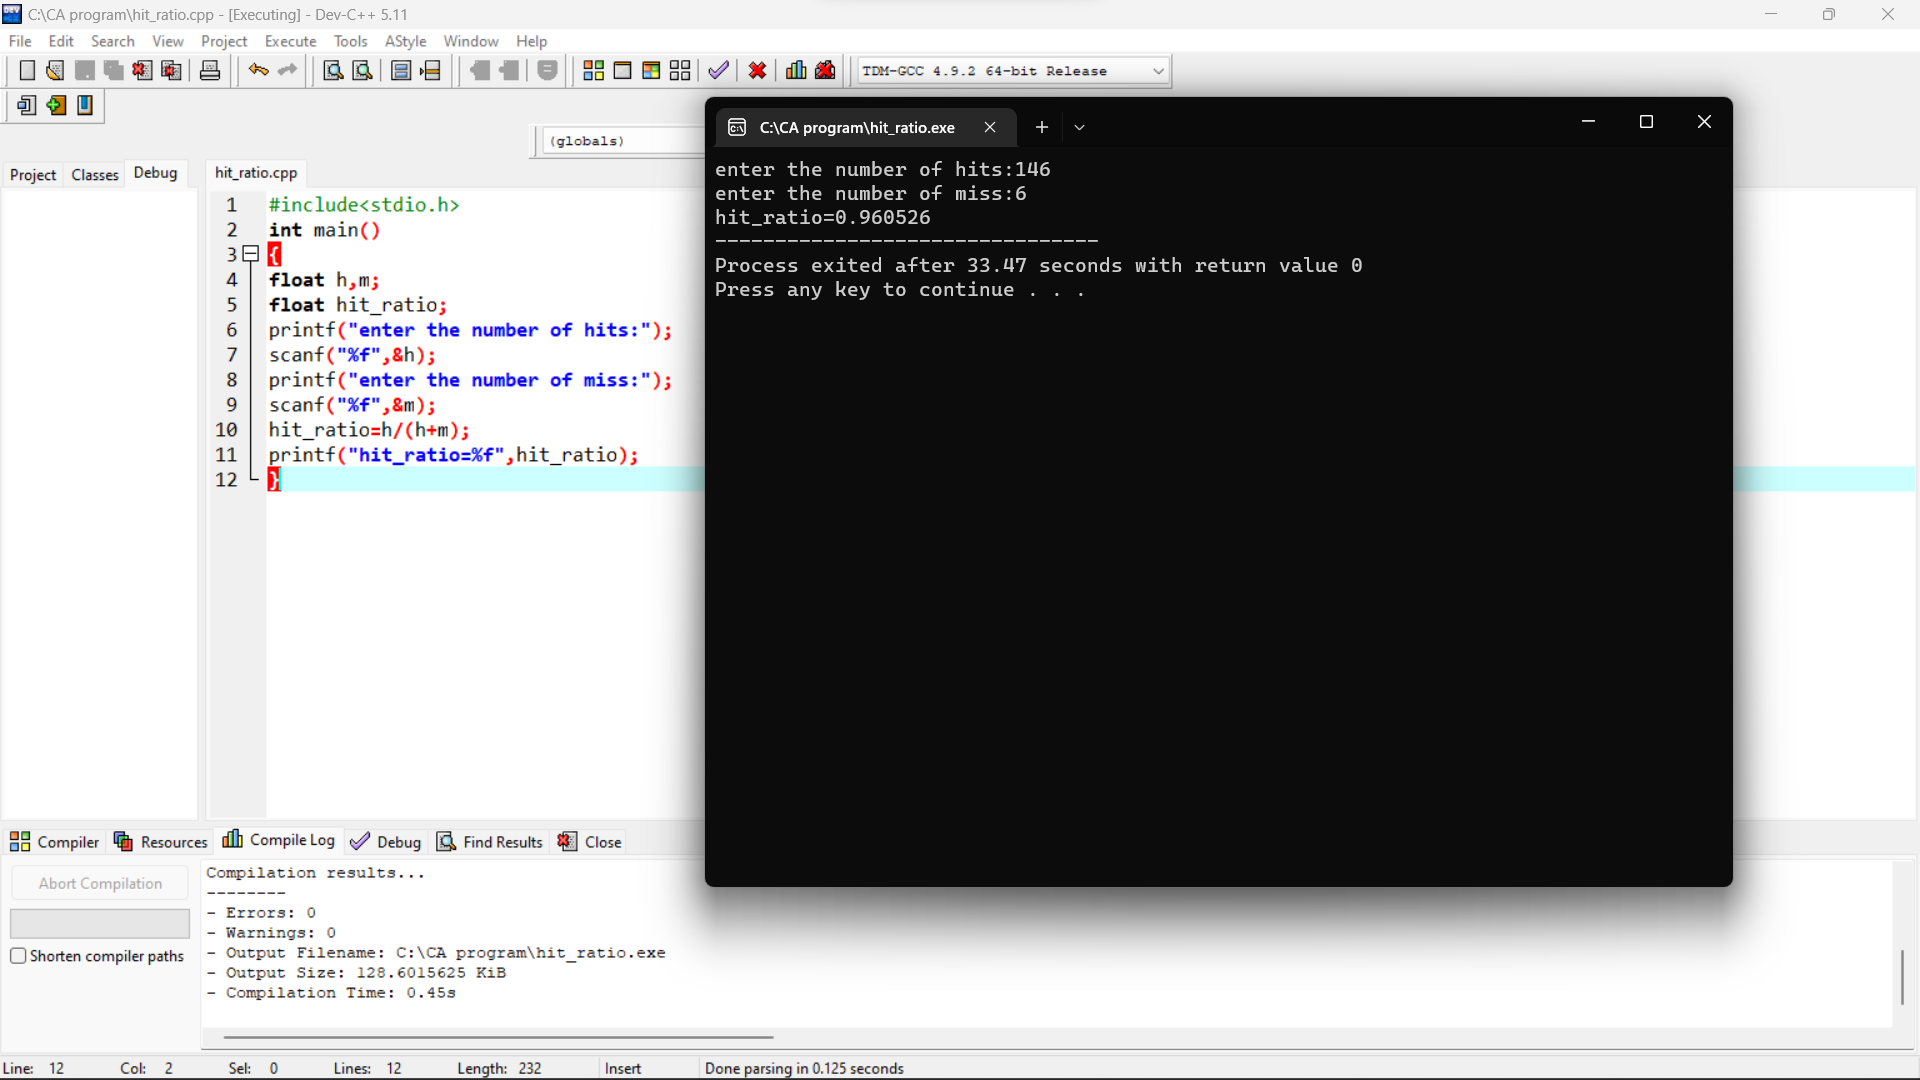 C:\CA program\hit_ratio.cpp - [Executing] - Dev-C++ 5.11
File Edit Search View Project Execute Tools AStyle Window Help
TDM-GCC 4.9.2 64-bit Release
(globals)
Project Classes Debug
hit_ratio.cpp
1 #include<stdio.h>
2 int main()
3 {
4 float h,m;
5 float hit_ratio;
6 printf("enter the number of hits:");
7 scanf("%f",&h);
8 printf("enter the number of miss:");
9 scanf("%f",&m);
10 hit_ratio=h/(h+m);
11 printf("hit_ratio=%f",hit_ratio);
12 }
C:\CA program\hit_ratio.exe
enter the number of hits:146
enter the number of miss:6
hit_ratio=0.960526
--------------------------------
Process exited after 33.47 seconds with return value 0
Press any key to continue . . .
Compiler Resources Compile Log Debug Find Results Close
Abort Compilation
Shorten compiler paths
Compilation results...
--------
- Errors: 0
- Warnings: 0
- Output Filename: C:\CA program\hit_ratio.exe
- Output Size: 128.6015625 KiB
- Compilation Time: 0.45s
Line: 12 Col: 2 Sel: 0 Lines: 12 Length: 232 Insert Done parsing in 0.125 seconds